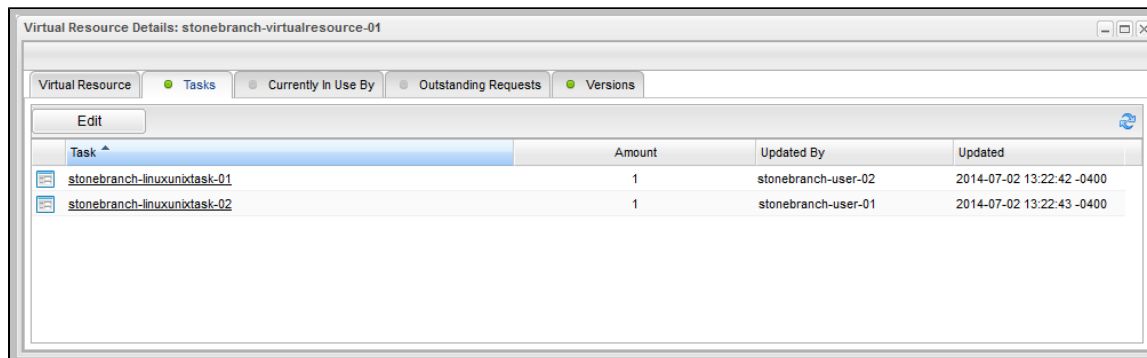 Virtual Resource Details: stonebranch-virtualresource-01
Virtual Resource Tasks Currently In Use By Outstanding Requests Versions
Edit
Task Amount Updated By Updated
stonebranch-linuxunixtask-01 1 stonebranch-user-02 2014-07-02 13:22:42 -0400
stonebranch-linuxunixtask-02 1 stonebranch-user-01 2014-07-02 13:22:43 -0400